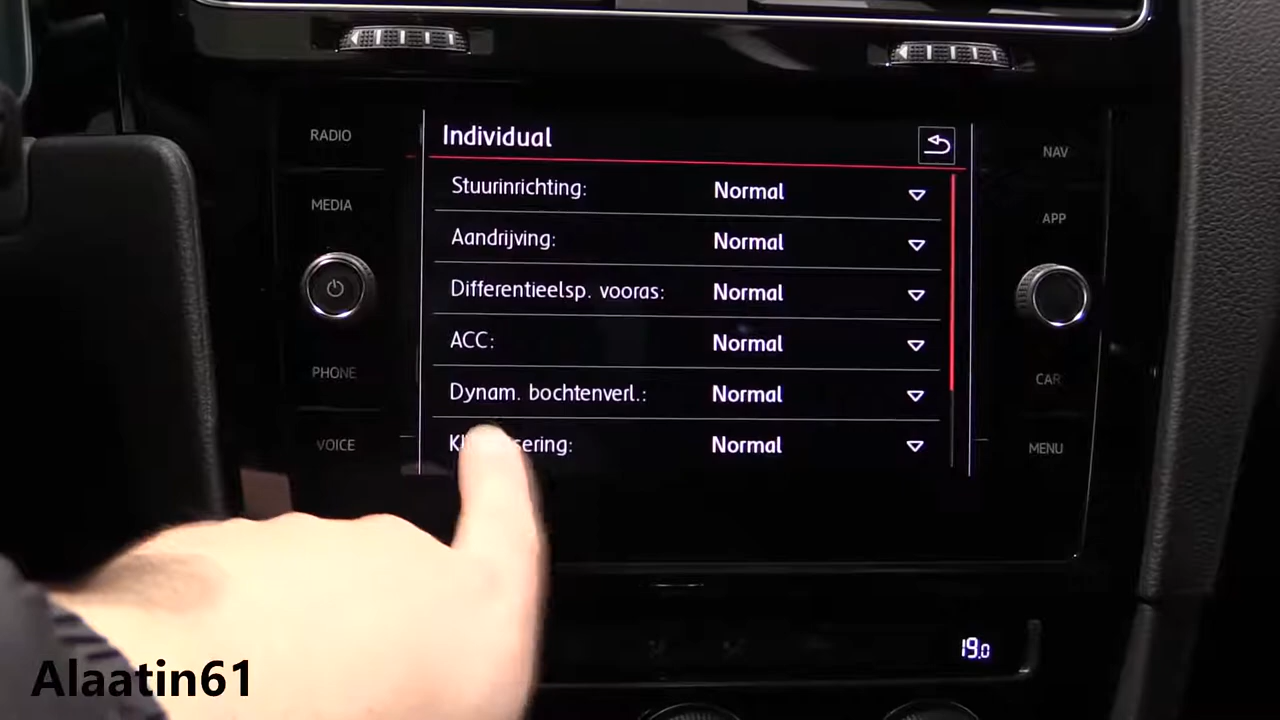 RADIO
MEDIA
PHONE
VOICE
Individual
Stuurinrichting: Normal
Aandrijving: Normal
Differentieelsp. vooras: Normal
ACC: Normal
Dynam. bochtenverl.: Normal
Normal
NAV
APP
CAR
MENU
19.0
Alaatin61